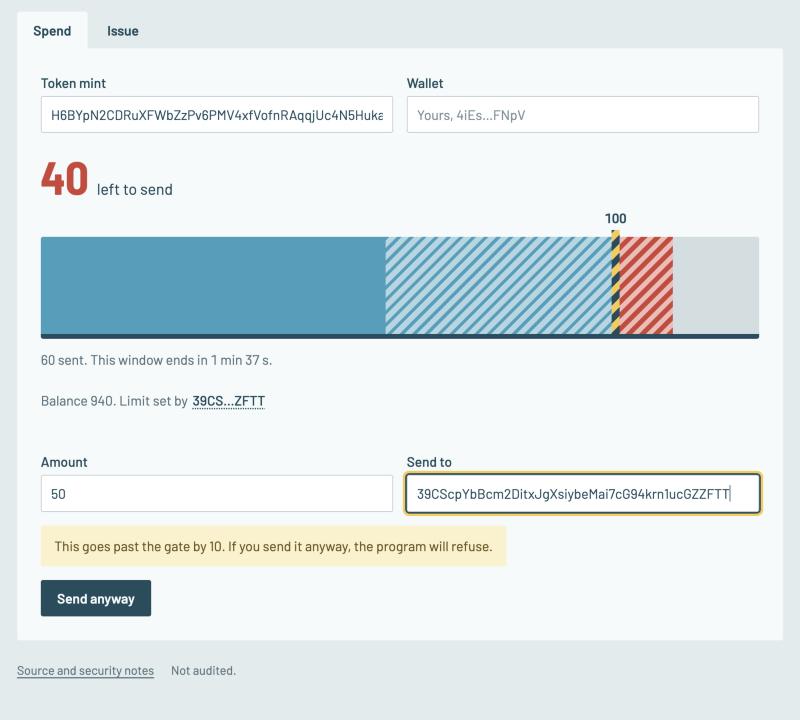 Spend Issue
Token mint Wallet
H6BYpN2CDRuXFWbZzPv6PMV4xfVofnRAqqjUc4N5Huka Yours, 4iEs...FNpV
40 left to send
100
60 sent. This window ends in 1 min 37 s.
Balance 940. Limit set by 39CS...ZFTT
Amount Send to
50 39CScpYbBcm2DitxJgXsiybeMai7cG94krn1ucGZZFTT
This goes past the gate by 10. If you send it anyway, the program will refuse.
Send anyway
Source and security notes Not audited.